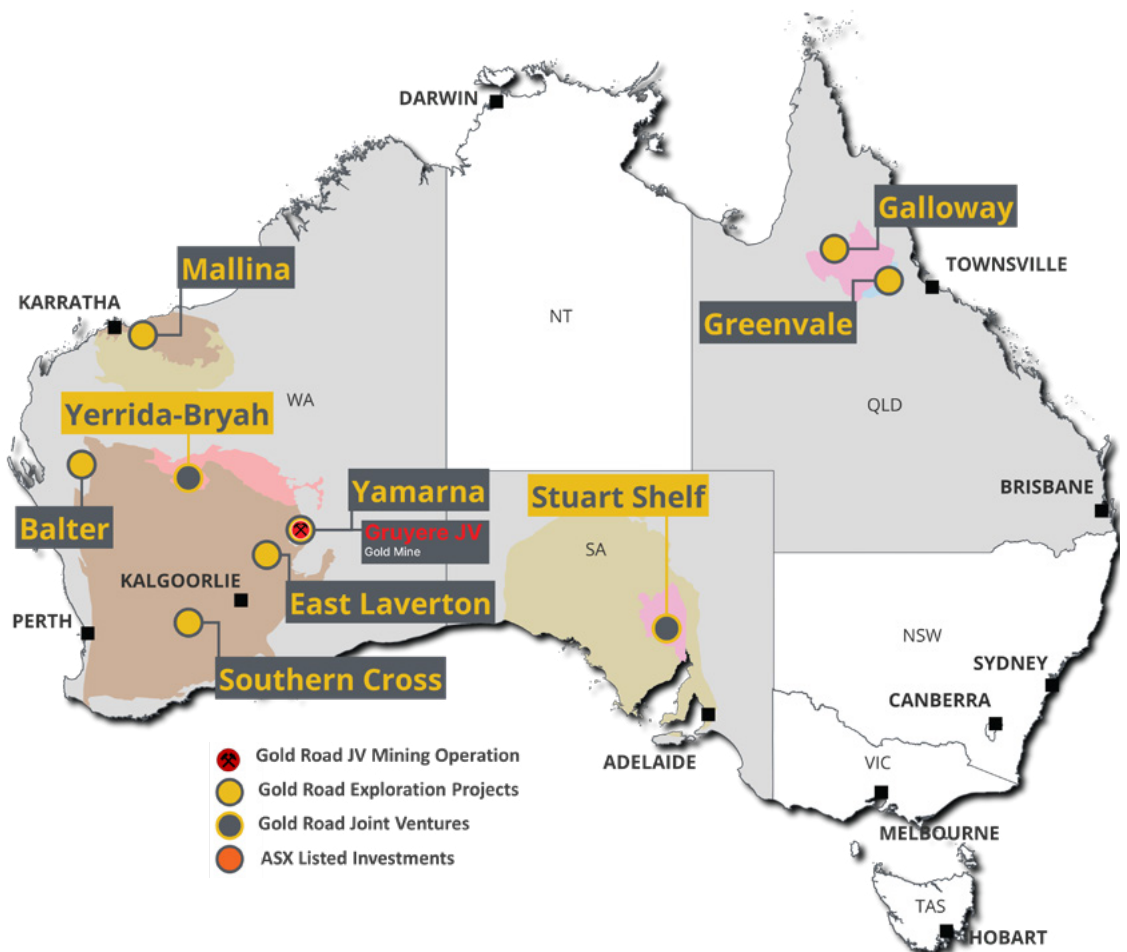 DARWIN
Galloway
Mallina
TOWNSVILLE
KARRATHA
NT
Greenvale
WA
QLD
Yerrida-Bryah
Yamarna
Stuart Shelf
BRISBANE
Balter
Gruyere JV
Gold Mine
SA
KALGOORLIE
East Laverton
PERTH
NSW
SYDNEY
Southern Cross
CANBERRA
ADELAIDE
VIC
MELBOURNE
TAS
HOBART
Gold Road JV Mining Operation
Gold Road Exploration Projects
Gold Road Joint Ventures
ASX Listed Investments